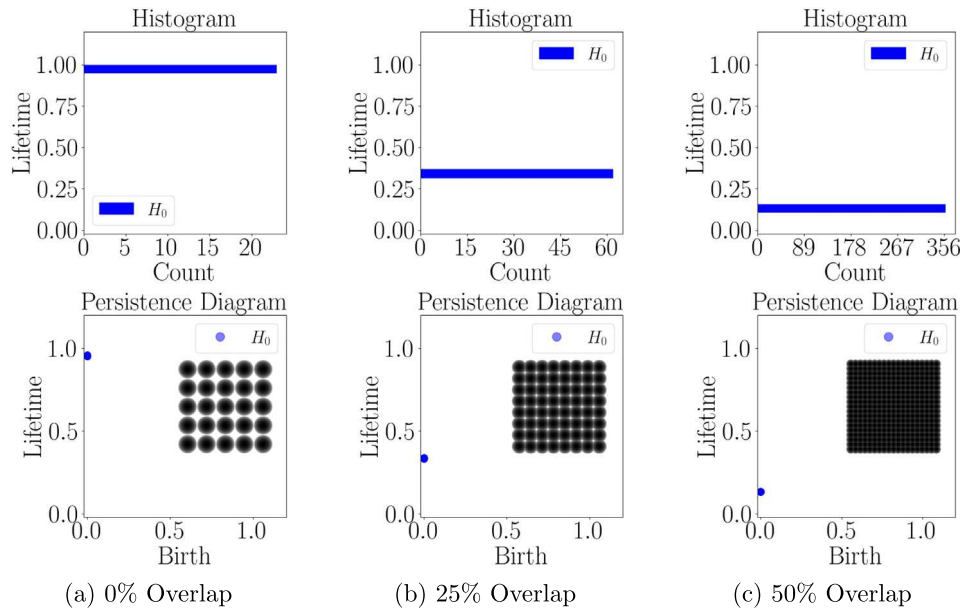 Histogram
Lifetime
1.00
0.75
0.50
0.25
0.00
H0
0 5 10 15 20
Count
Histogram
Lifetime
1.00
0.75
0.50
0.25
0.00
H0
0 15 30 45 60
Count
Histogram
Lifetime
1.00
0.75
0.50
0.25
0.00
H0
0 89 178 267 356
Count
Persistence Diagram
Lifetime
1.0
0.5
0.0
H0
0.0 0.5 1.0
Birth
Persistence Diagram
Lifetime
1.0
0.5
0.0
H0
0.0 0.5 1.0
Birth
Persistence Diagram
Lifetime
1.0
0.5
0.0
H0
0.0 0.5 1.0
Birth
(a) 0% Overlap
(b) 25% Overlap
(c) 50% Overlap